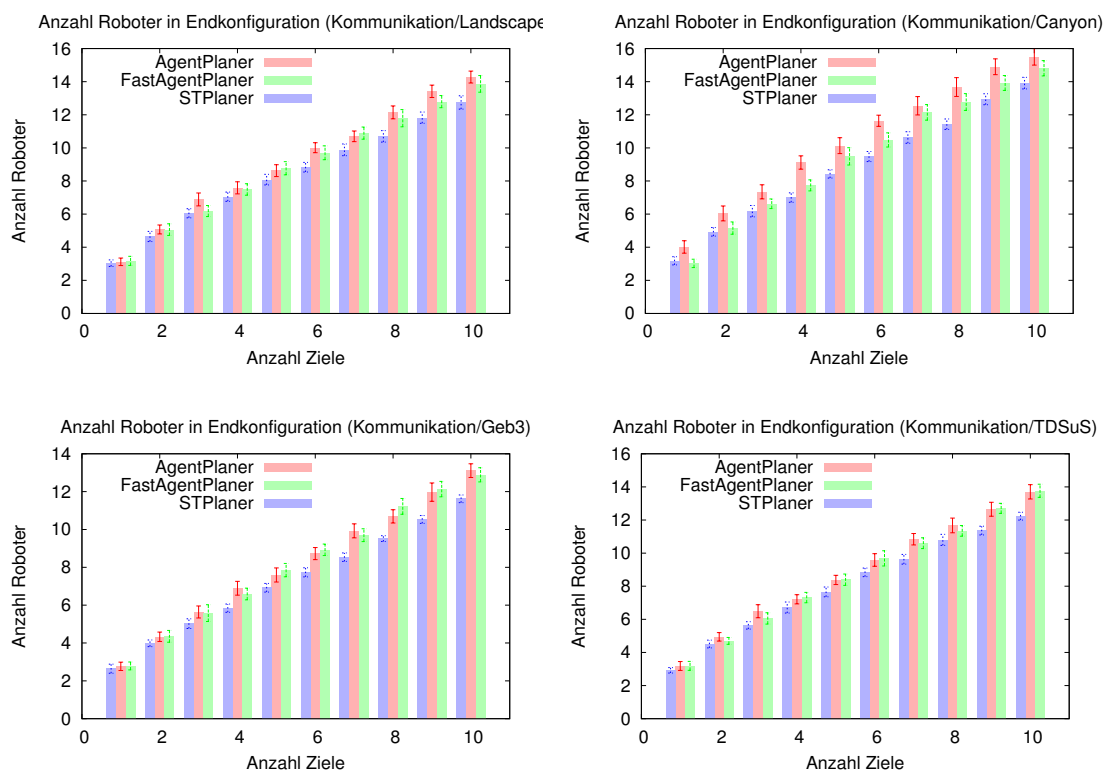 Anzahl Roboter in Endkonfiguration (Kommunikation/Landscape
16
14
12
10
8
6
4
2
0
Anzahl Roboter
AgentPlaner
FastAgentPlaner
STPlaner
0 2 4 6 8 10
Anzahl Ziele
Anzahl Roboter in Endkonfiguration (Kommunikation/Canyon)
16
14
12
10
8
6
4
2
0
Anzahl Roboter
AgentPlaner
FastAgentPlaner
STPlaner
0 2 4 6 8 10
Anzahl Ziele
Anzahl Roboter in Endkonfiguration (Kommunikation/Geb3)
14
12
10
8
6
4
2
0
Anzahl Roboter
AgentPlaner
FastAgentPlaner
STPlaner
0 2 4 6 8 10
Anzahl Ziele
Anzahl Roboter in Endkonfiguration (Kommunikation/TDSuS)
16
14
12
10
8
6
4
2
0
Anzahl Roboter
AgentPlaner
FastAgentPlaner
STPlaner
0 2 4 6 8 10
Anzahl Ziele